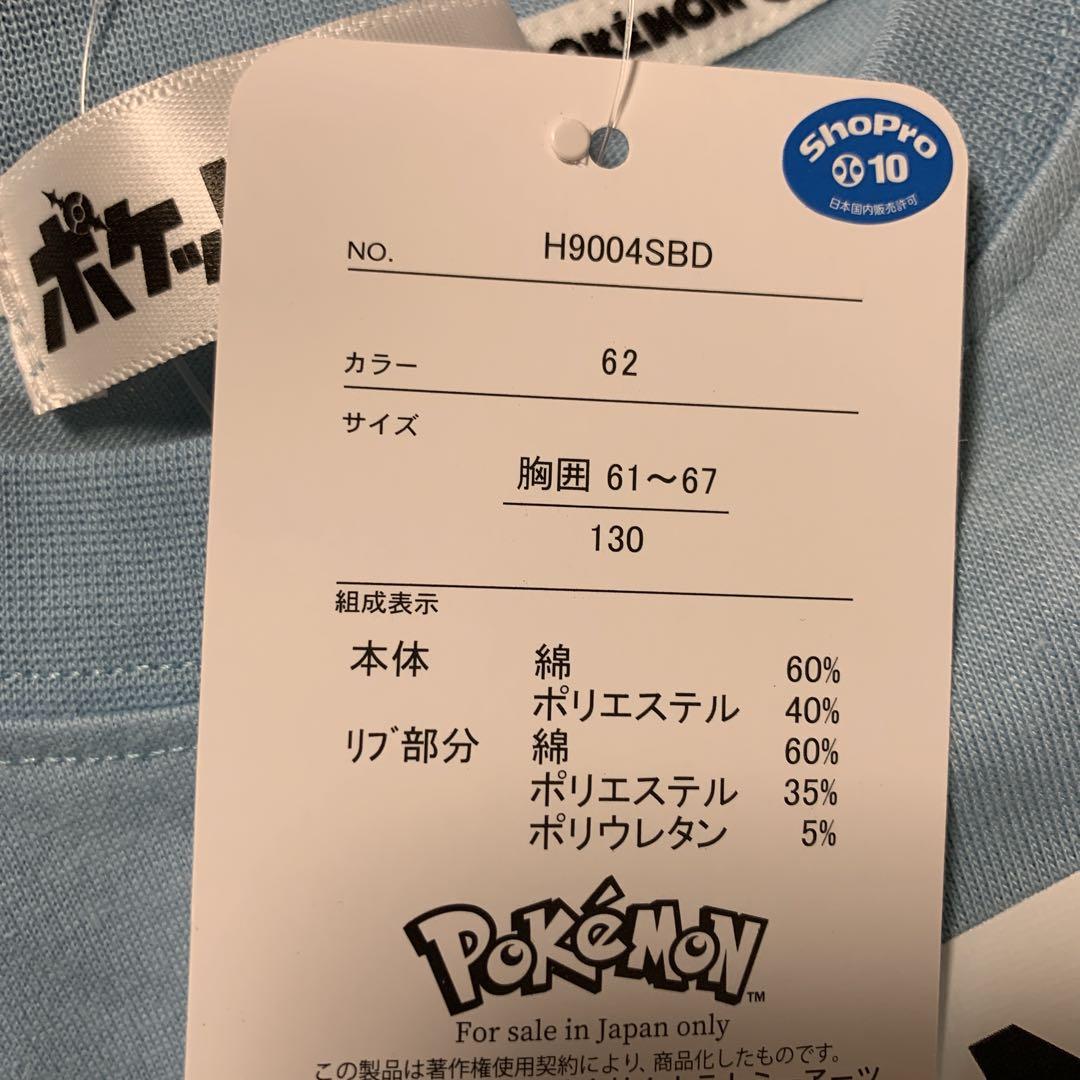 POKÉMON
ポケッ
ShoPro
10
日本国内販売許可
NO. H9004SBD
カラー 62
サイズ
胸囲 61〜67
130
組成表示
本体 綿 60%
ポリエステル 40%
リブ部分 綿 60%
ポリエステル 35%
ポリウレタン 5%
POKéMON™
For sale in Japan only
この製品は著作権使用契約により、商品化したものです。